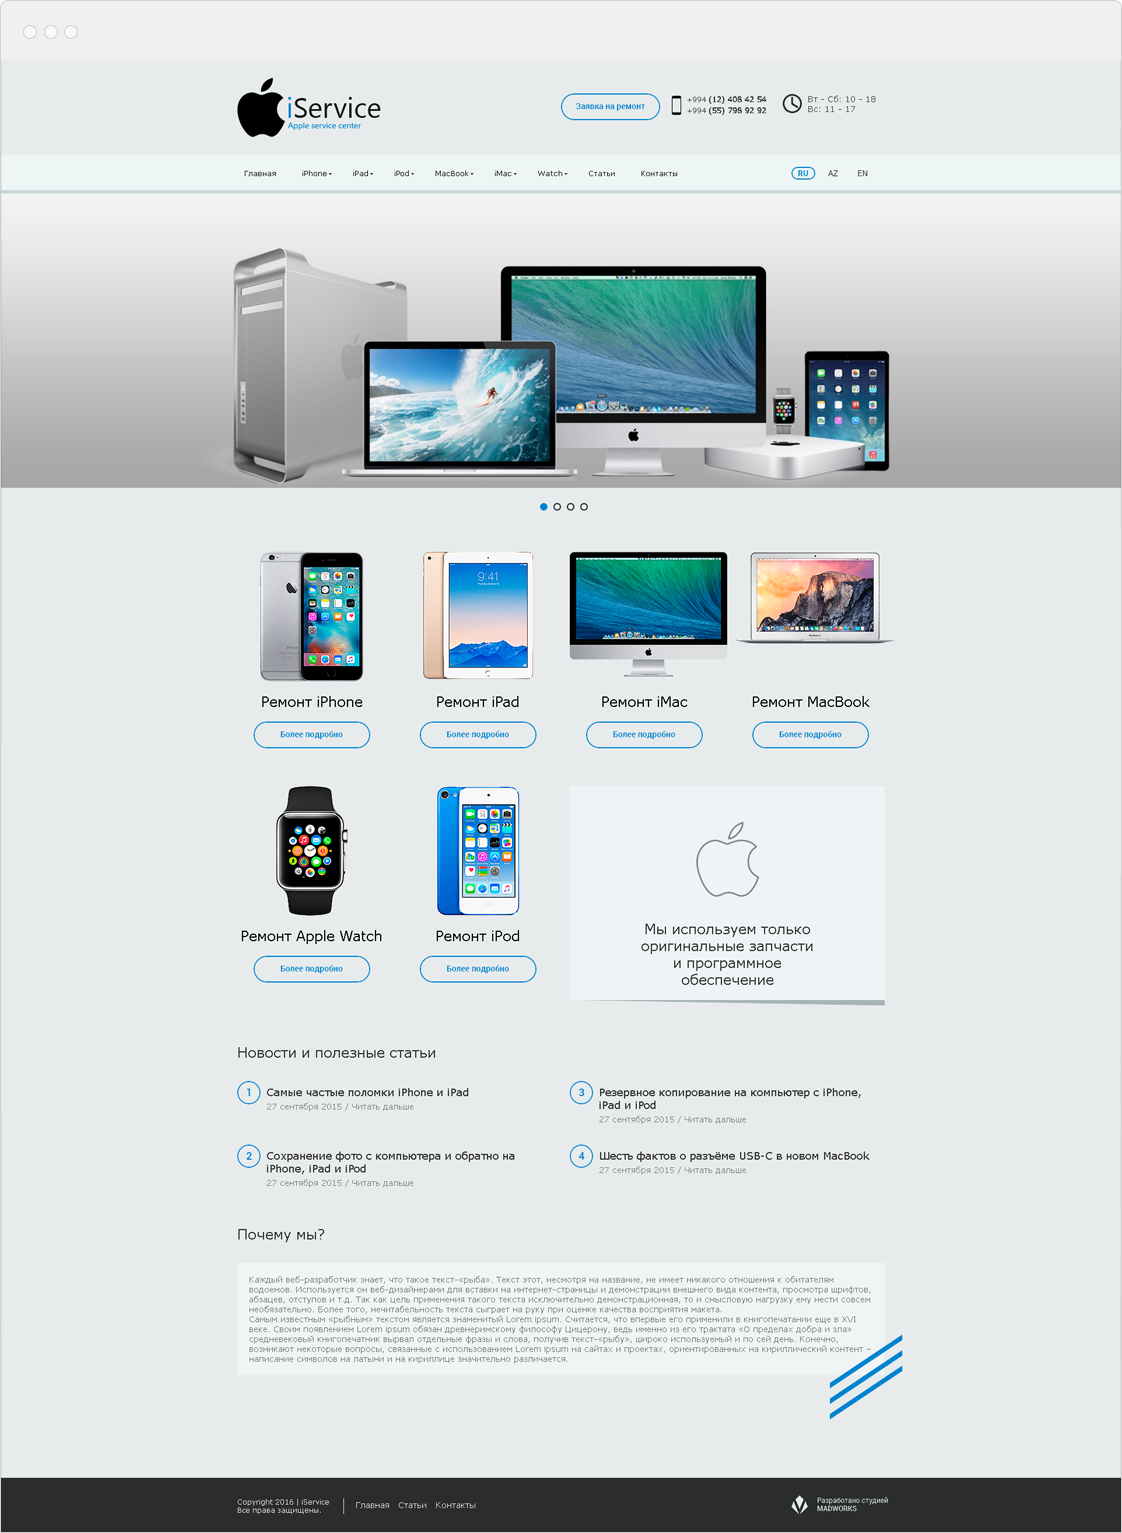 iService
Apple service center
Заявка на ремонт
+994 (12) 408 42 54
+994 (55) 798 92 92
Вт - Сб: 10 - 18
Вс: 11 - 17
Главная iPhone iPad iPod MacBook iMac Watch Статьи Контакты RU AZ EN
9:41
Ремонт iPhone
Ремонт iPad
Ремонт iMac
Ремонт MacBook
Более подробно
Более подробно
Более подробно
Более подробно
Ремонт Apple Watch
Ремонт iPod
Более подробно
Более подробно
Мы используем только
оригинальные запчасти
и программное
обеспечение
Новости и полезные статьи
1 Самые частые поломки iPhone и iPad
27 сентября 2015 / Читать дальше
2 Сохранение фото с компьютера и обратно на
iPhone, iPad и iPod
27 сентября 2015 / Читать дальше
3 Резервное копирование на компьютер с iPhone,
iPad и iPod
27 сентября 2015 / Читать дальше
4 Шесть фактов о разъёме USB-C в новом MacBook
27 сентября 2015 / Читать дальше
Почему мы?
Каждый веб-разработчик знает, что такое текст-«рыба». Текст этот, несмотря на название, не имеет никакого отношения к обитателям
водоемов. Используется он веб-дизайнерами для вставки на интернет-страницы и демонстрации внешнего вида контента, просмотра шрифтов,
абзацев, отступов и т.д. Так как цель применения такого текста исключительно демонстрационная, то и смысловую нагрузку ему нести совсем
необязательно. Более того, нечитабельность текста сыграет на руку при оценке качества восприятия макета.
Самым известным «рыбным» текстом является знаменитый Lorem ipsum. Считается, что впервые его применили в книгопечатании еще в XVI
веке. Своим появлением Lorem ipsum обязан древнеримскому философу Цицерону, ведь именно из его трактата «О пределах добра и зла»
средневековый книгопечатник вырвал отдельные фразы и слова, получив текст-«рыбу», широко используемый и по сей день. Конечно,
возникают некоторые вопросы, связанные с использованием Lorem ipsum на сайтах и проектах, ориентированных на кириллический контент –
написание символов на латыни и на кириллице значительно различается.
Copyright 2016 | iService
Все права защищены.
Главная Статьи Контакты
Разработано студией
MADWORKS